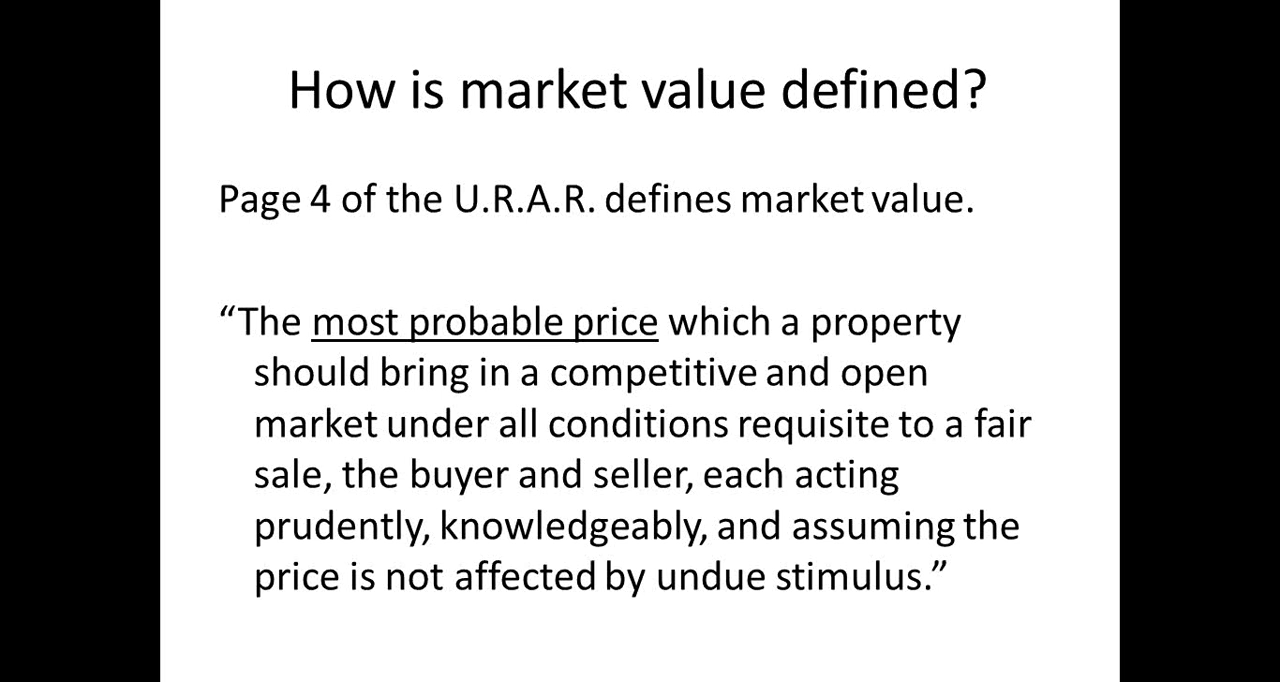 How is market value defined?
Page 4 of the U.R.A.R. defines market value.
“The most probable price which a property
should bring in a competitive and open
market under all conditions requisite to a fair
sale, the buyer and seller, each acting
prudently, knowledgeably, and assuming the
price is not affected by undue stimulus.”